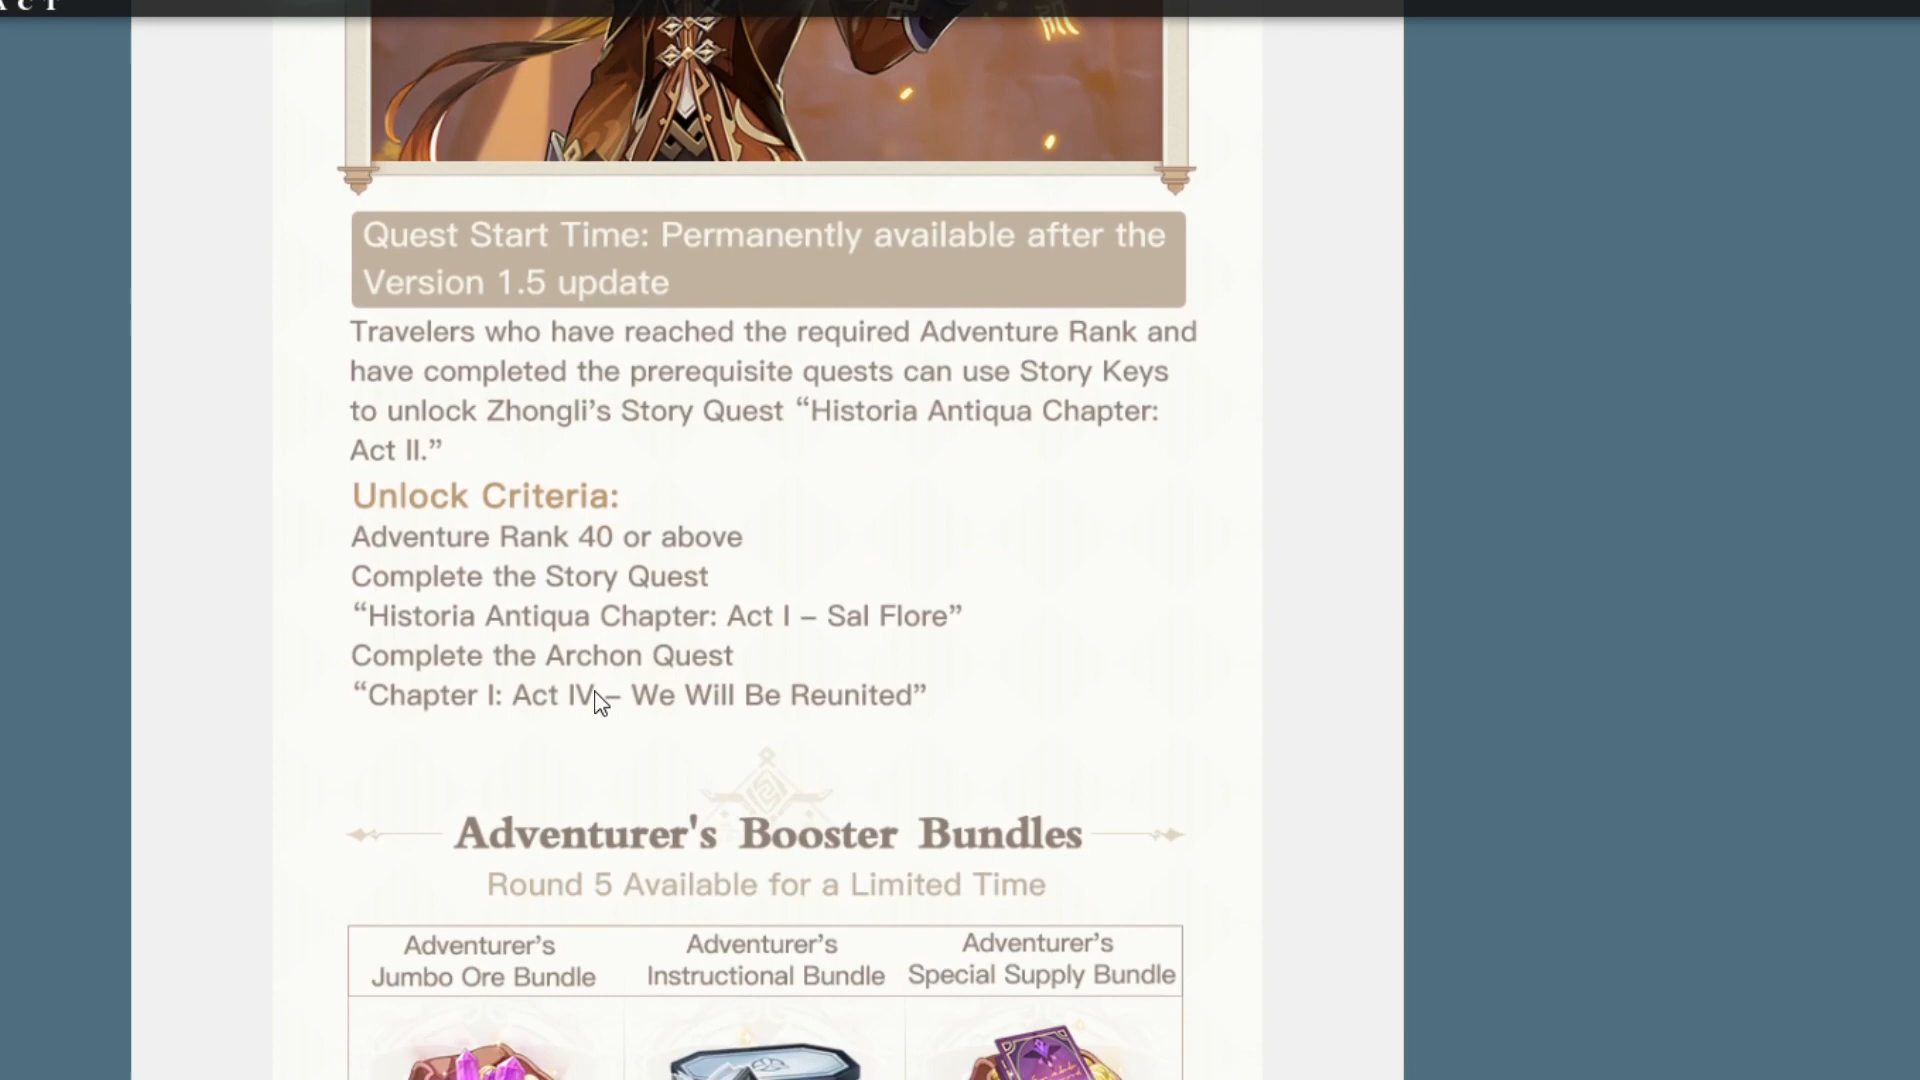 ACT
Quest Start Time: Permanently available after the
Version 1.5 update
Travelers who have reached the required Adventure Rank and
have completed the prerequisite quests can use Story Keys
to unlock Zhongli’s Story Quest “Historia Antiqua Chapter:
Act II.”
Unlock Criteria:
Adventure Rank 40 or above
Complete the Story Quest
“Historia Antiqua Chapter: Act I – Sal Flore”
Complete the Archon Quest
“Chapter I: Act IV – We Will Be Reunited”
Adventurer's Booster Bundles
Round 5 Available for a Limited Time
Adventurer’s
Jumbo Ore Bundle
Adventurer’s
Instructional Bundle
Adventurer’s
Special Supply Bundle